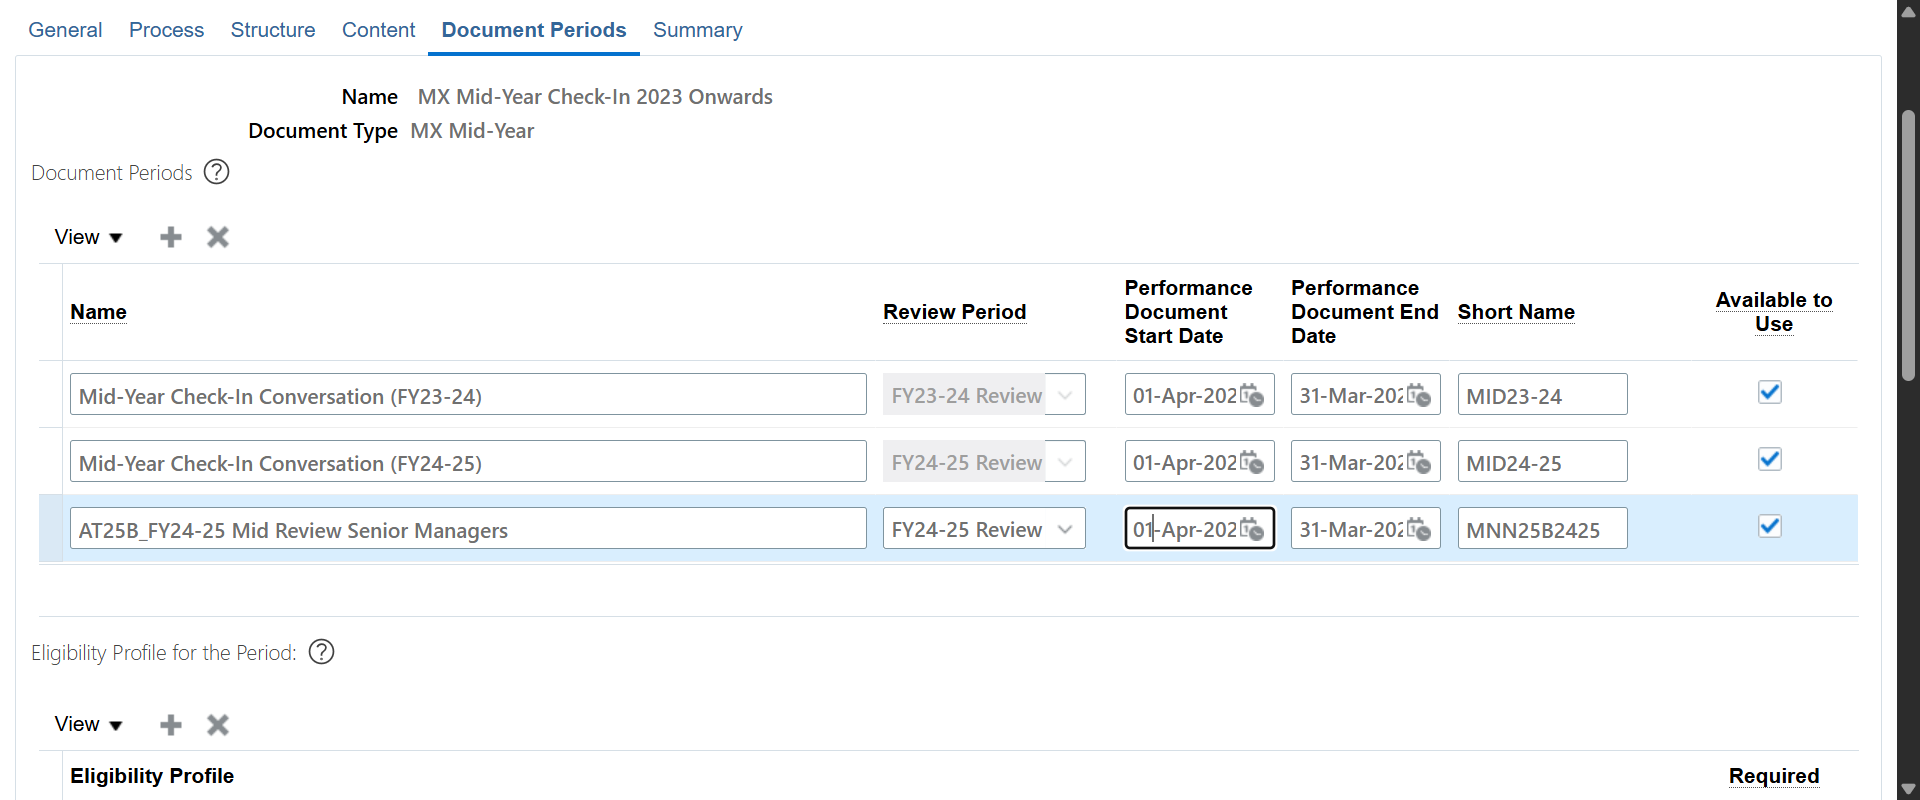 General Process Structure Content Document Periods Summary
Name MX Mid-Year Check-In 2023 Onwards
Document Type MX Mid-Year
Document Periods ?
View
Name Review Period Performance Document Start Date Performance Document End Date Short Name Available to Use
Mid-Year Check-In Conversation (FY23-24) FY23-24 Review 01-Apr-202 31-Mar-202 MID23-24
Mid-Year Check-In Conversation (FY24-25) FY24-25 Review 01-Apr-202 31-Mar-202 MID24-25
AT25B_FY24-25 Mid Review Senior Managers FY24-25 Review 01-Apr-202 31-Mar-202 MNN25B2425
Eligibility Profile for the Period: ?
View
Eligibility Profile Required